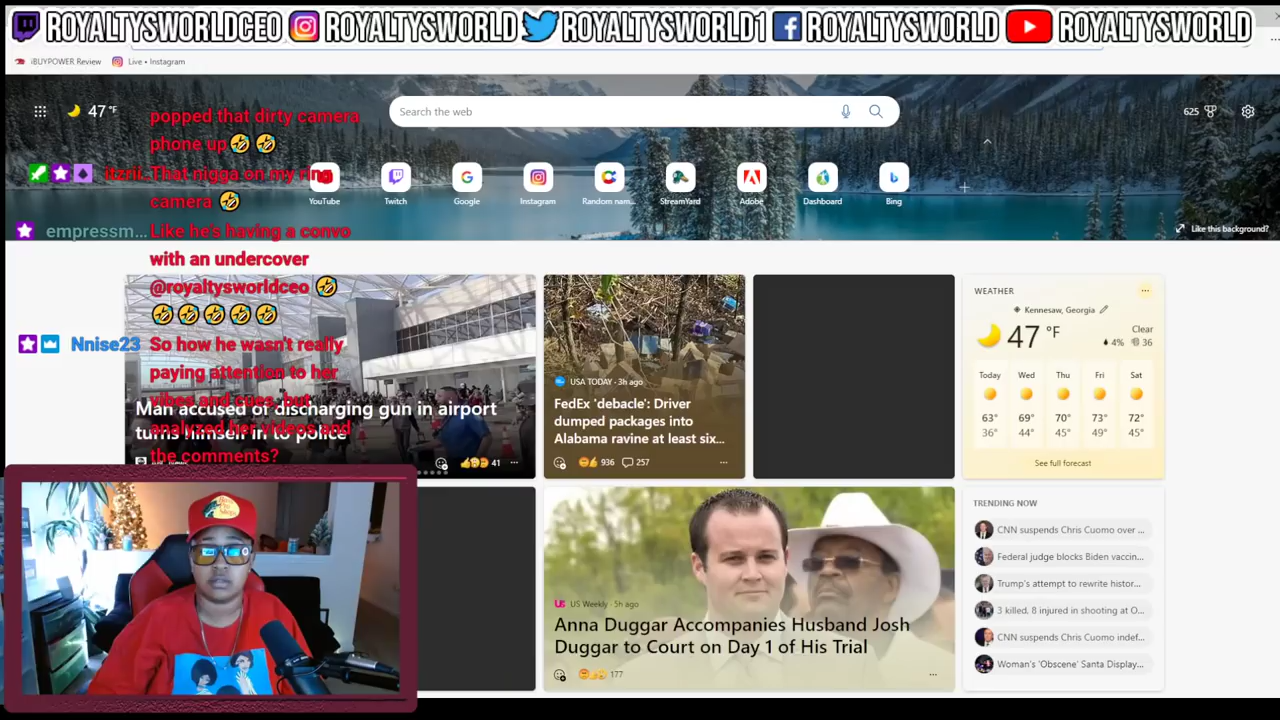 ROYALTYSWORLDCEO ROYALTYSWORLD ROYALTYSWORLD1 ROYALTYSWORLD ROYALTYSWORLD
iBUYPOWER Review Live • Instagram
47 °F
Search the web
625
popped that dirty camera
phone up🤣🤣
itzrii... That nigga on my ring
camera 🤣
empressm... Like he's having a convo
with an undercover
@royaltysworldceo 🤣
🤣🤣🤣🤣🤣
Nnise23 So how he wasn't really
paying attention to her
vibes and cues, but
analyzed her videos and
the comments?
YouTube Twitch Google Instagram Random nam... StreamYard Adobe Dashboard Bing
Like this background?
Man accused of discharging gun in airport
turns himself in to police
41
USA TODAY · 3h ago
FedEx 'debacle': Driver
dumped packages into
Alabama ravine at least six...
936 257
WEATHER
Kennesaw, Georgia
47 °F
Clear
4% 36
Today Wed Thu Fri Sat
63° 69° 70° 73° 72°
36° 44° 45° 49° 45°
See full forecast
US Weekly · 5h ago
Anna Duggar Accompanies Husband Josh
Duggar to Court on Day 1 of His Trial
177
TRENDING NOW
CNN suspends Chris Cuomo over ...
Federal judge blocks Biden vaccin...
Trump's attempt to rewrite histor...
3 killed, 8 injured in shooting at O...
CNN suspends Chris Cuomo indef...
Woman's 'Obscene' Santa Display...